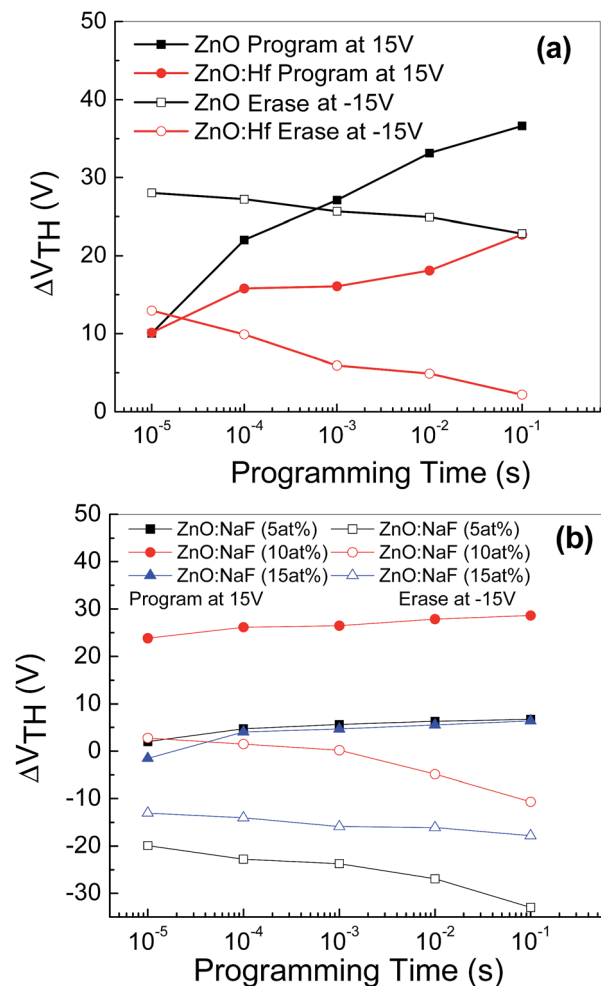 50
40
30
20
10
0
ΔV_TH (V)
ZnO Program at 15V
ZnO:Hf Program at 15V
ZnO Erase at -15V
ZnO:Hf Erase at -15V
(a)
10^-5 10^-4 10^-3 10^-2 10^-1
Programming Time (s)
50
40
30
20
10
0
-10
-20
-30
ΔV_TH (V)
ZnO:NaF (5at%) ZnO:NaF (5at%)
ZnO:NaF (10at%) ZnO:NaF (10at%)
ZnO:NaF (15at%) ZnO:NaF (15at%)
Program at 15V Erase at -15V
(b)
10^-5 10^-4 10^-3 10^-2 10^-1
Programming Time (s)